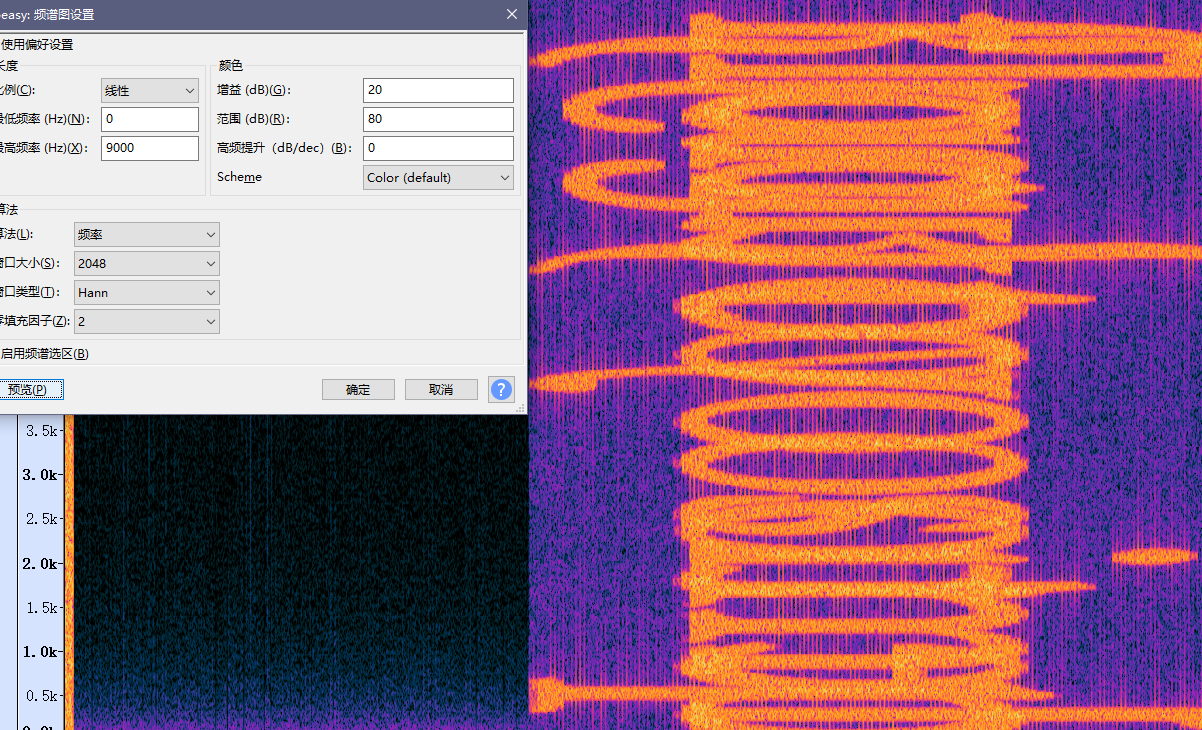 easy: 频谱图设置
使用偏好设置
长度
比例(C):
线性
最低频率 (Hz)(N):
0
最高频率 (Hz)(X):
9000
颜色
增益 (dB)(G):
20
范围 (dB)(R):
80
高频提升（dB/dec）(B):
0
Scheme
Color (default)
算法
算法(L):
频率
窗口大小(S):
2048
窗口类型(T):
Hann
零填充因子(Z):
2
启用频谱选区(B)
预览(P)
确定
取消
?
3.5k
3.0k
2.5k
2.0k
1.5k
1.0k
0.5k